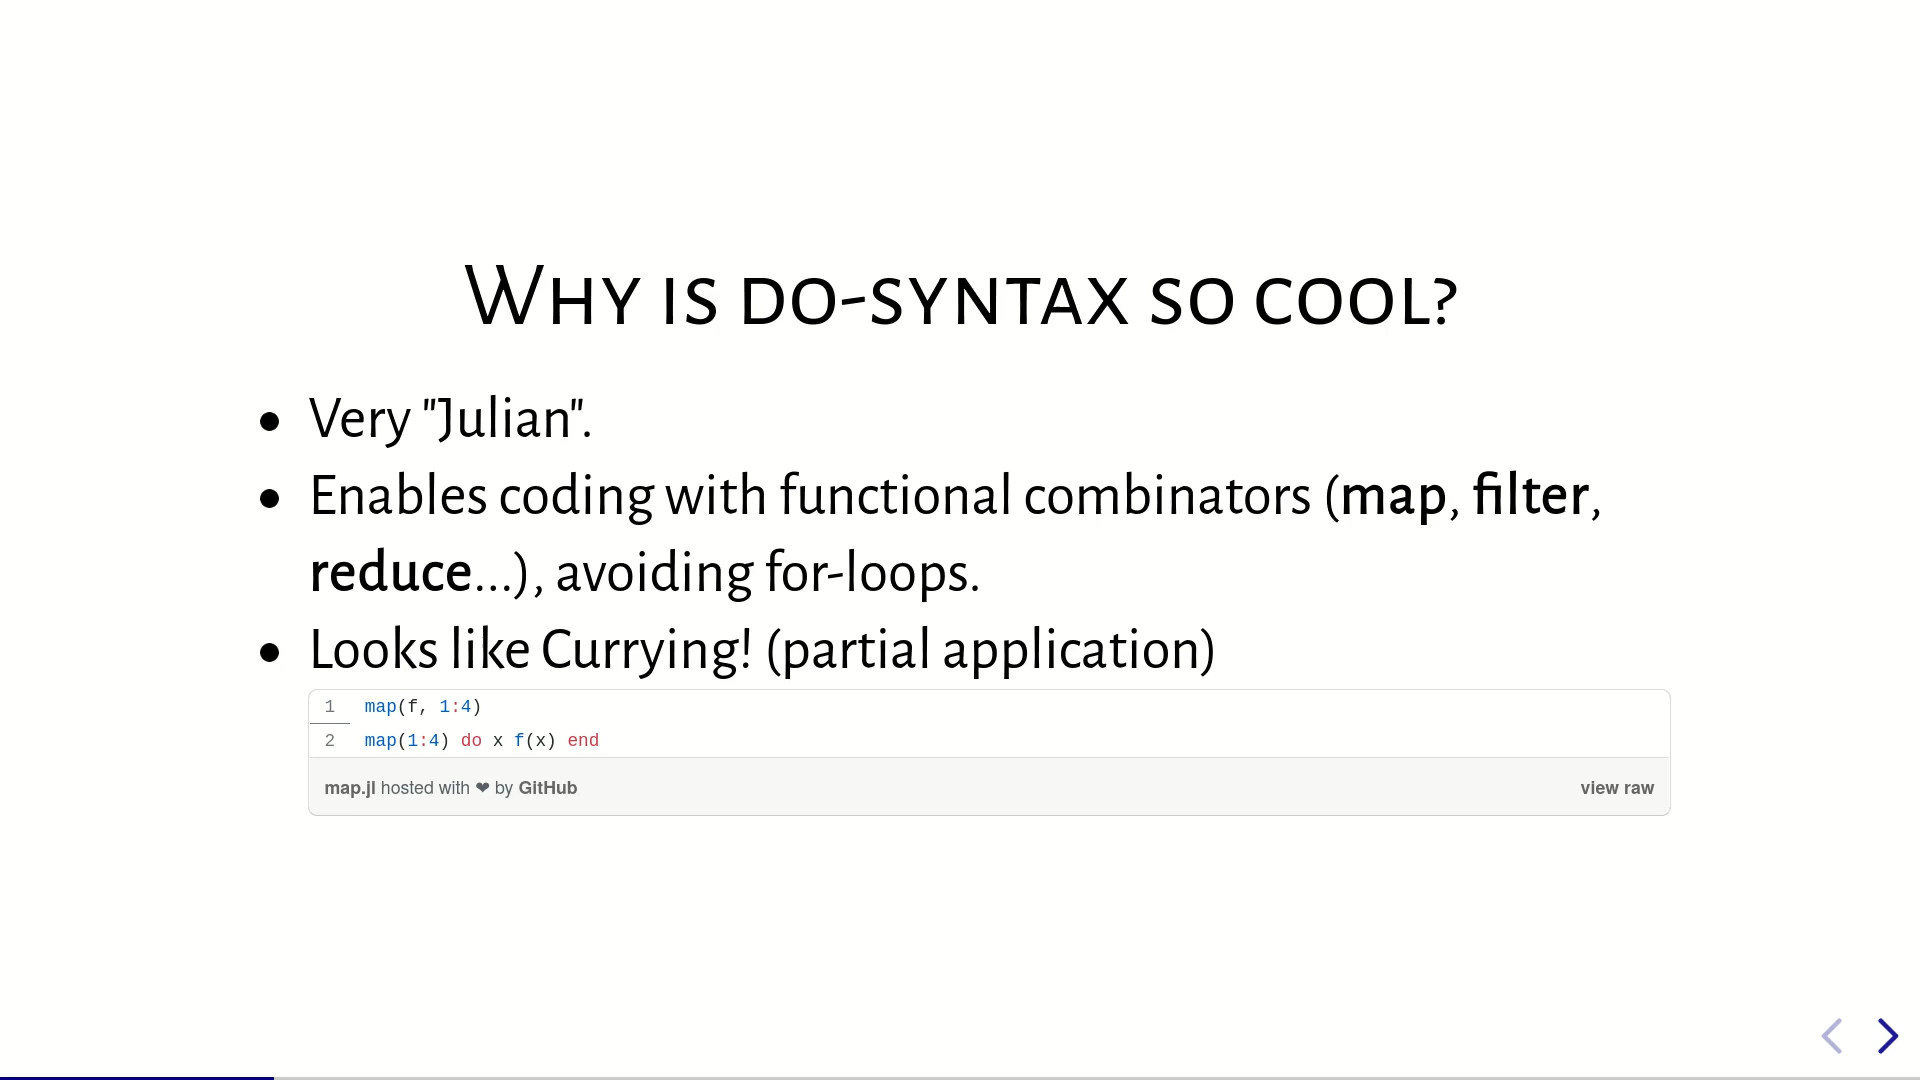 Why is do-syntax so cool?
• Very "Julian".
• Enables coding with functional combinators (map, filter,
reduce...), avoiding for-loops.
• Looks like Currying! (partial application)
1 map(f, 1:4)
2 map(1:4) do x f(x) end
map.jl hosted with ❤ by GitHub
view raw